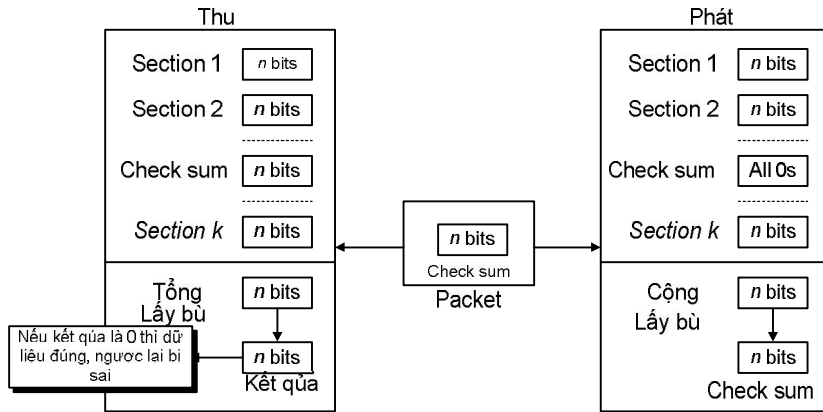 Thu
Section 1 n bits
Section 2 n bits
Check sum n bits
Section k n bits
Tổng n bits
Lấy bù
n bits
Kết qủa
Nếu kết qủa là 0 thì dữ
liệu đúng, ngược lại bị
sai
n bits
Check sum
Packet
Phát
Section 1 n bits
Section 2 n bits
Check sum All 0s
Section k n bits
Cộng n bits
Lấy bù
n bits
Check sum